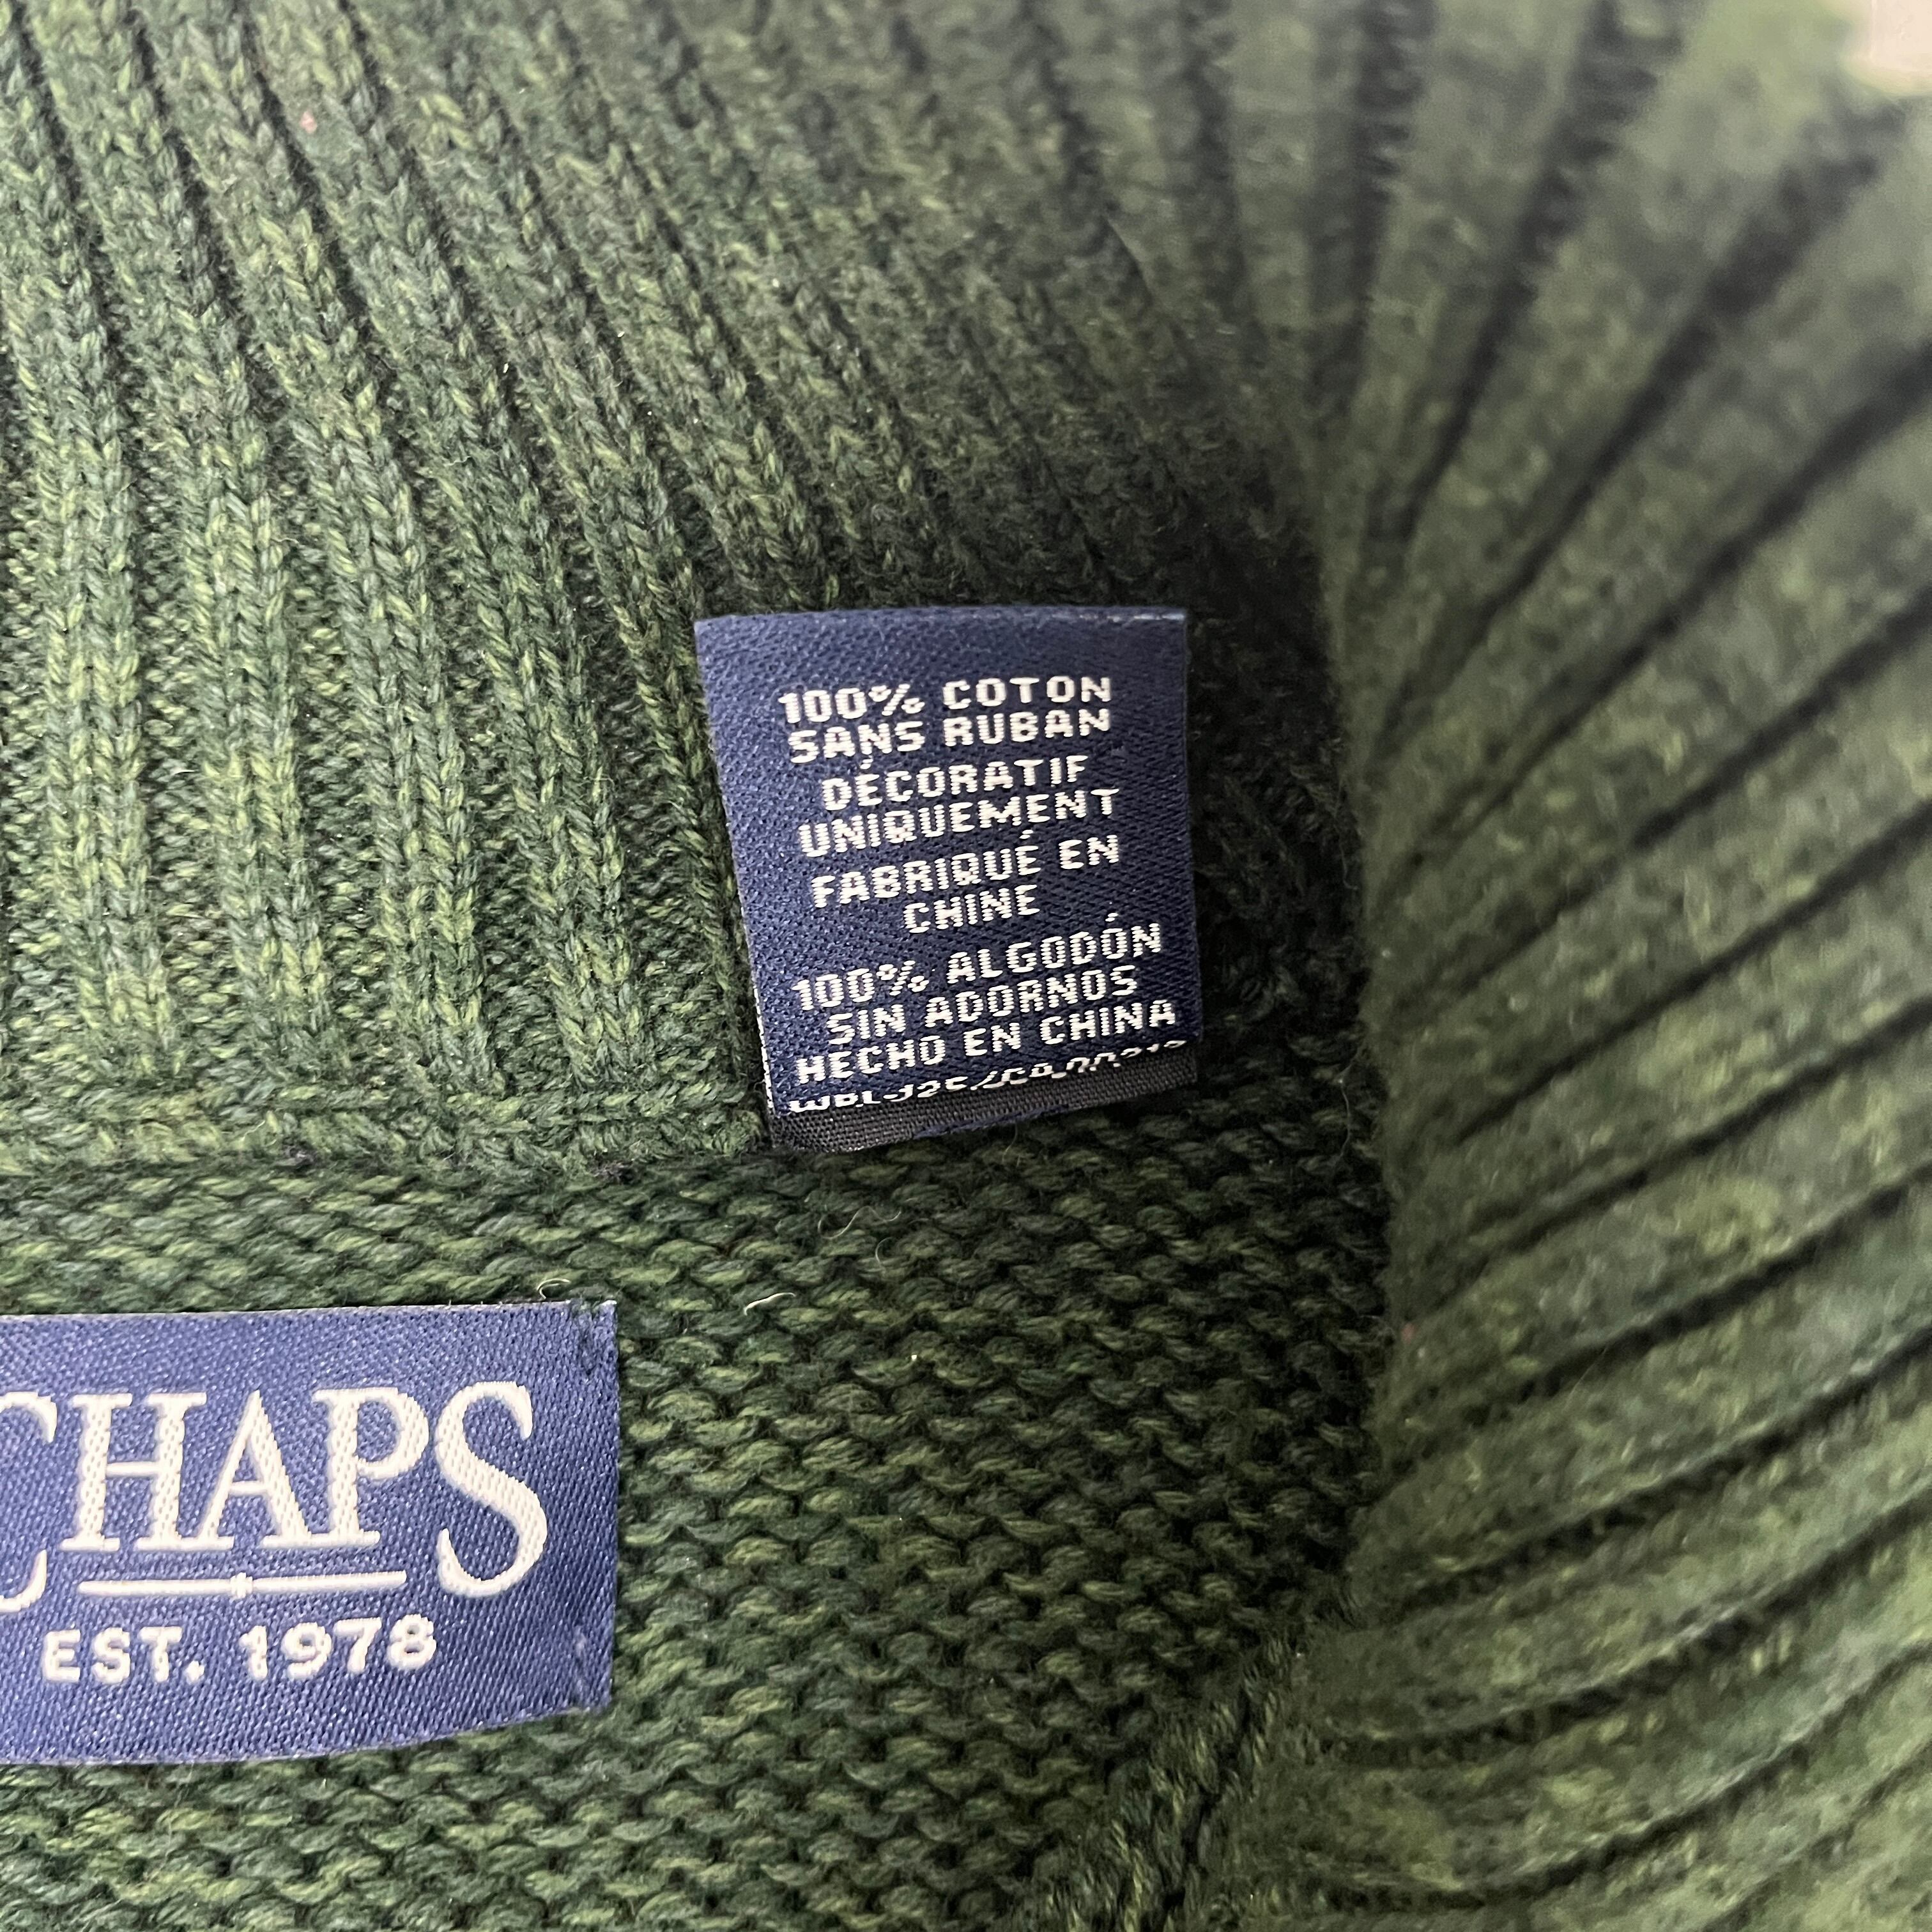 100% COTON
SANS RUBAN
DÉCORATIF
UNIQUEMENT
FABRIQUÉ EN
CHINE
100% ALGODÓN
SIN ADORNOS
HECHO EN CHINA
CHAPS
EST. 1978